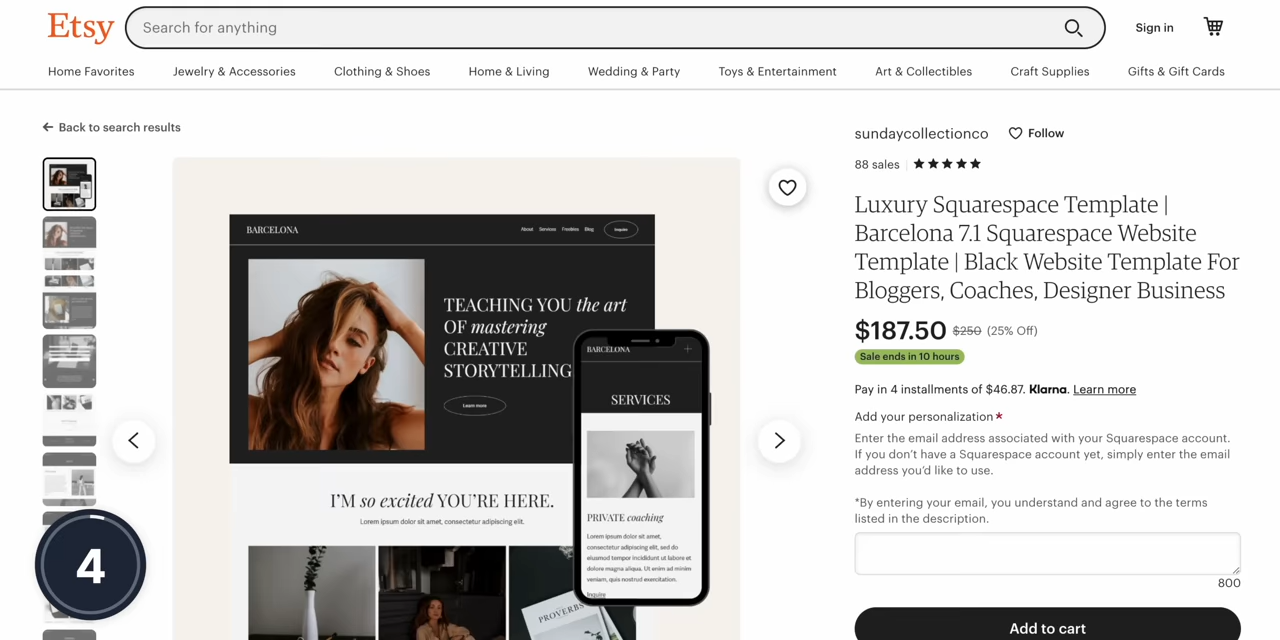 Etsy
Search for anything
Sign in
Home Favorites
Jewelry & Accessories
Clothing & Shoes
Home & Living
Wedding & Party
Toys & Entertainment
Art & Collectibles
Craft Supplies
Gifts & Gift Cards
Back to search results
BARCELONA
About Services Freebies Blog Inquire
TEACHING YOU the art
OF mastering
CREATIVE
STORYTELLING
Learn more
I'M so excited YOU'RE HERE.
Lorem ipsum dolor sit amet, consectetur adipiscing elit.
BARCELONA
SERVICES
PRIVATE coaching
Lorem ipsum dolor sit amet,
consectetur adipiscing elit, sed do
eiusmod tempor incididunt ut labore et
dolore magna aliqua. Ut enim ad minim
veniam, quis nostrud exercitation.
Inquire
PROVERBS
4
sundaycollectionco
Follow
88 sales
Luxury Squarespace Template |
Barcelona 7.1 Squarespace Website
Template | Black Website Template For
Bloggers, Coaches, Designer Business
$187.50 $250 (25% Off)
Sale ends in 10 hours
Pay in 4 installments of $46.87. Klarna. Learn more
Add your personalization *
Enter the email address associated with your Squarespace account.
If you don't have a Squarespace account yet, simply enter the email
address you'd like to use.
*By entering your email, you understand and agree to the terms
listed in the description.
800
Add to cart